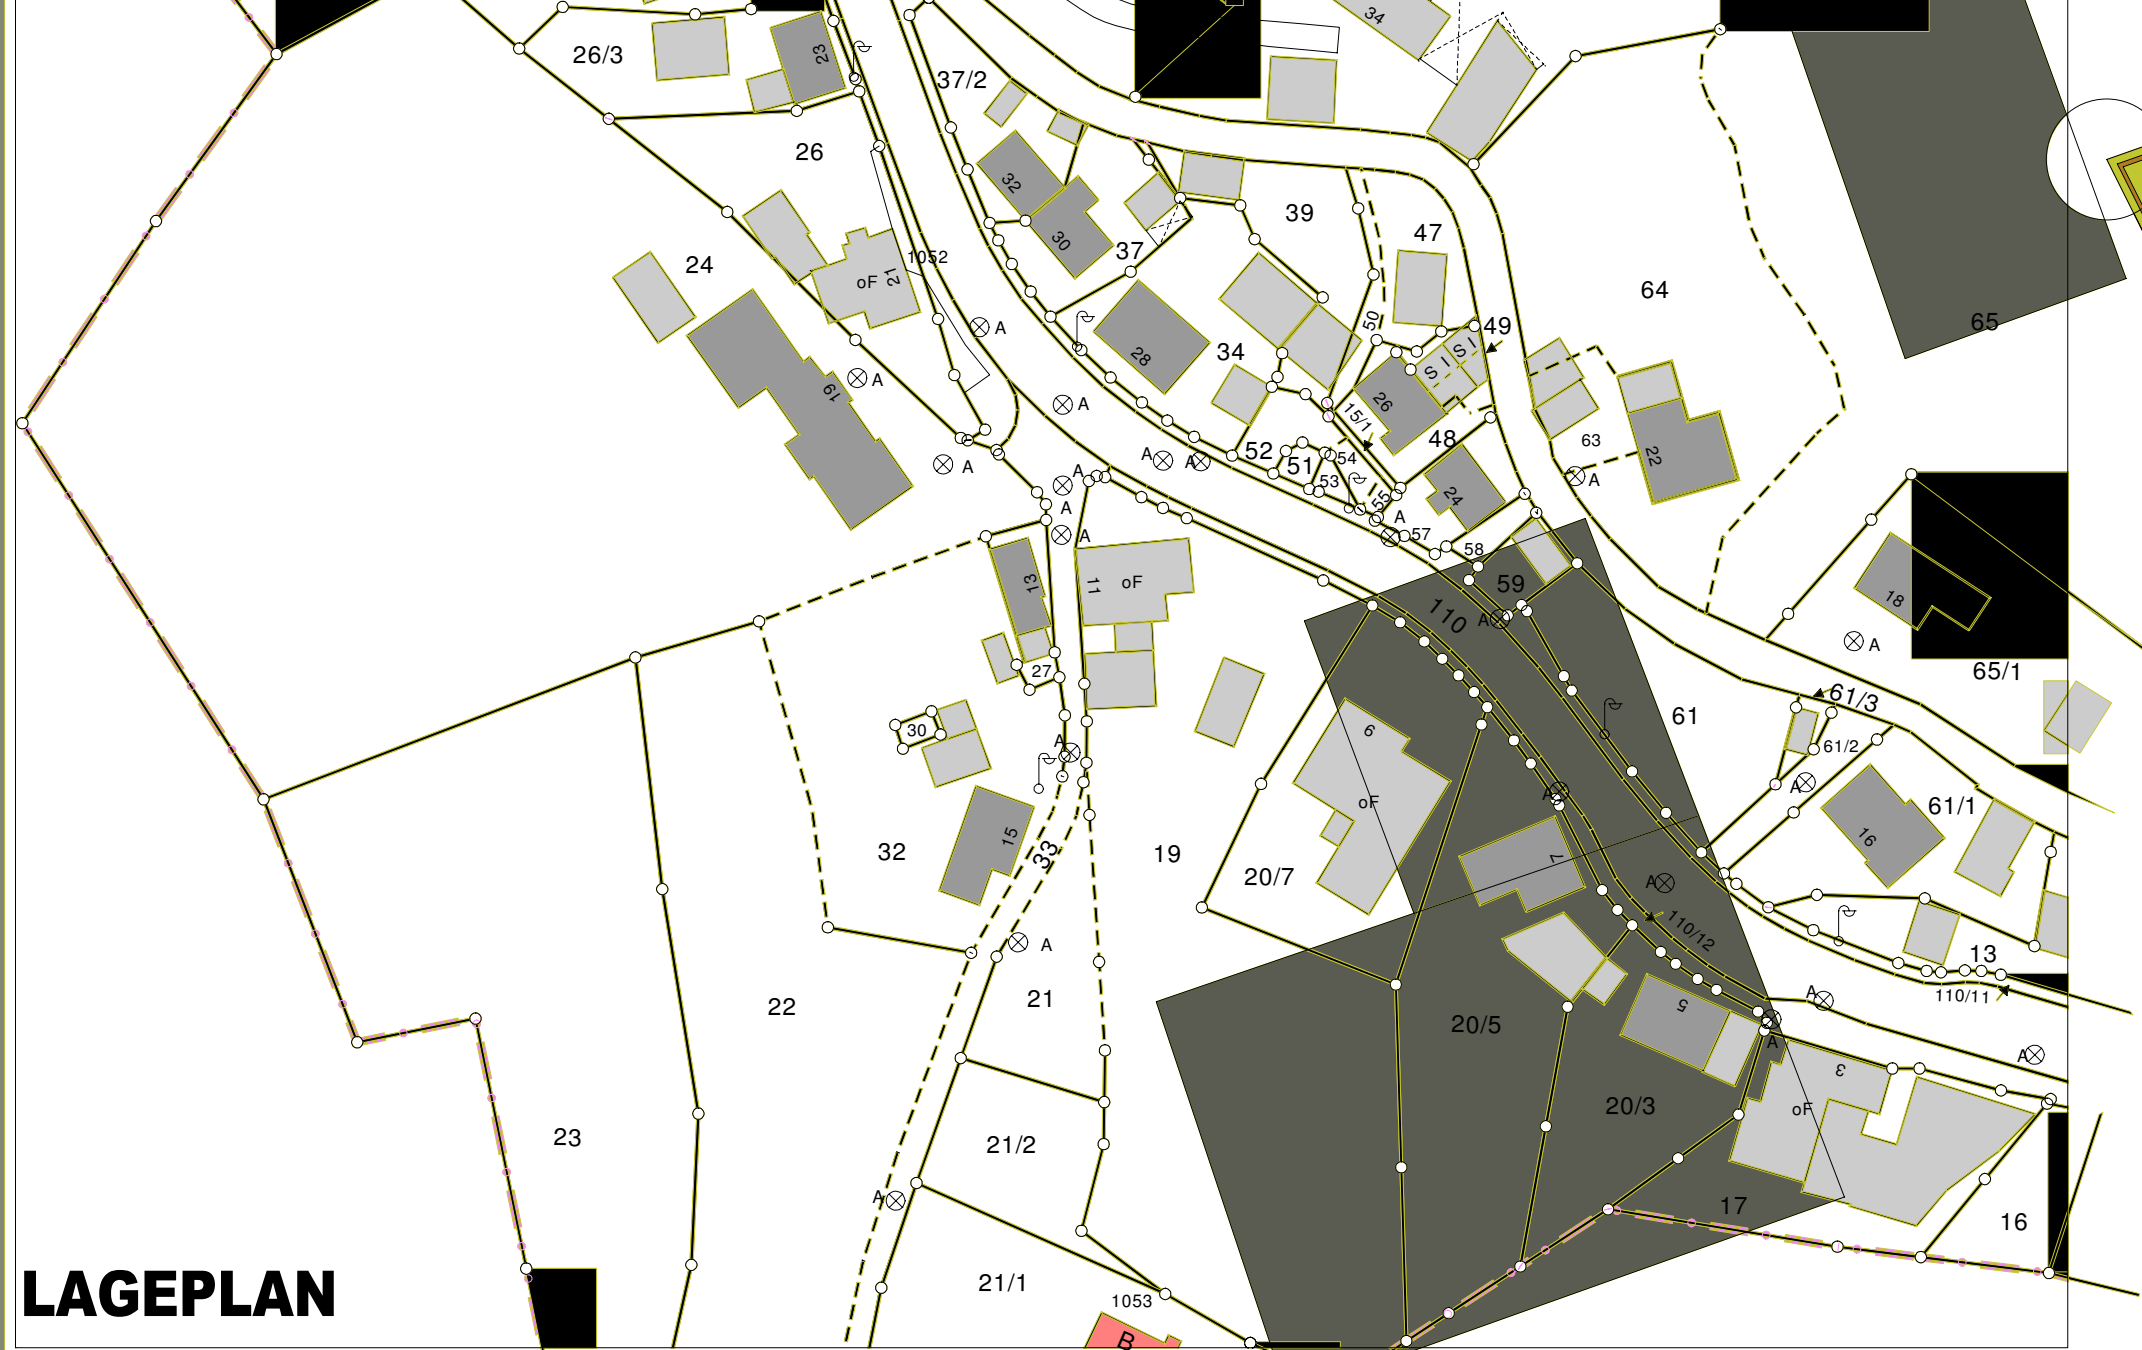 34
26/3
23
37/2
26
32
39
47
30
37
24
1052
oF
21
64
50
65
49
28
34
S I
S I
19
26
15/1
48
63
22
52
51
54
53
24
55
57
58
A
A
A
A
A
A
A
A
A
A
A
A
13
11
oF
59
110
18
A
27
65/1
30
61
61/3
61/2
A
A
A
6
oF
61/1
16
15
32
33
19
20/7
7
A
110/12
13
110/11
A
21
22
20/5
5
A
A
A
3
oF
20/3
23
21/2
17
16
A
21/1
1053
B
LAGEPLAN